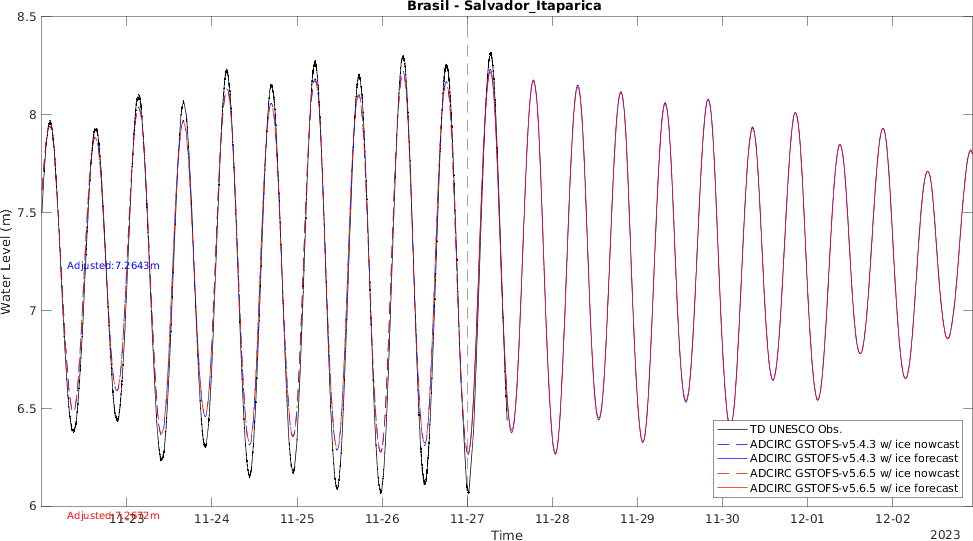 Brasil - Salvador_Itaparica
8.5
8
7.5
7
6.5
6
Water Level (m)
Adjusted:7.2643m
Adjusted:7.2672m
TD UNESCO Obs.
ADCIRC GSTOFS-v5.4.3 w/ ice nowcast
ADCIRC GSTOFS-v5.4.3 w/ ice forecast
ADCIRC GSTOFS-v5.6.5 w/ ice nowcast
ADCIRC GSTOFS-v5.6.5 w/ ice forecast
11-23 11-24 11-25 11-26 11-27 11-28 11-29 11-30 12-01 12-02
Time
2023